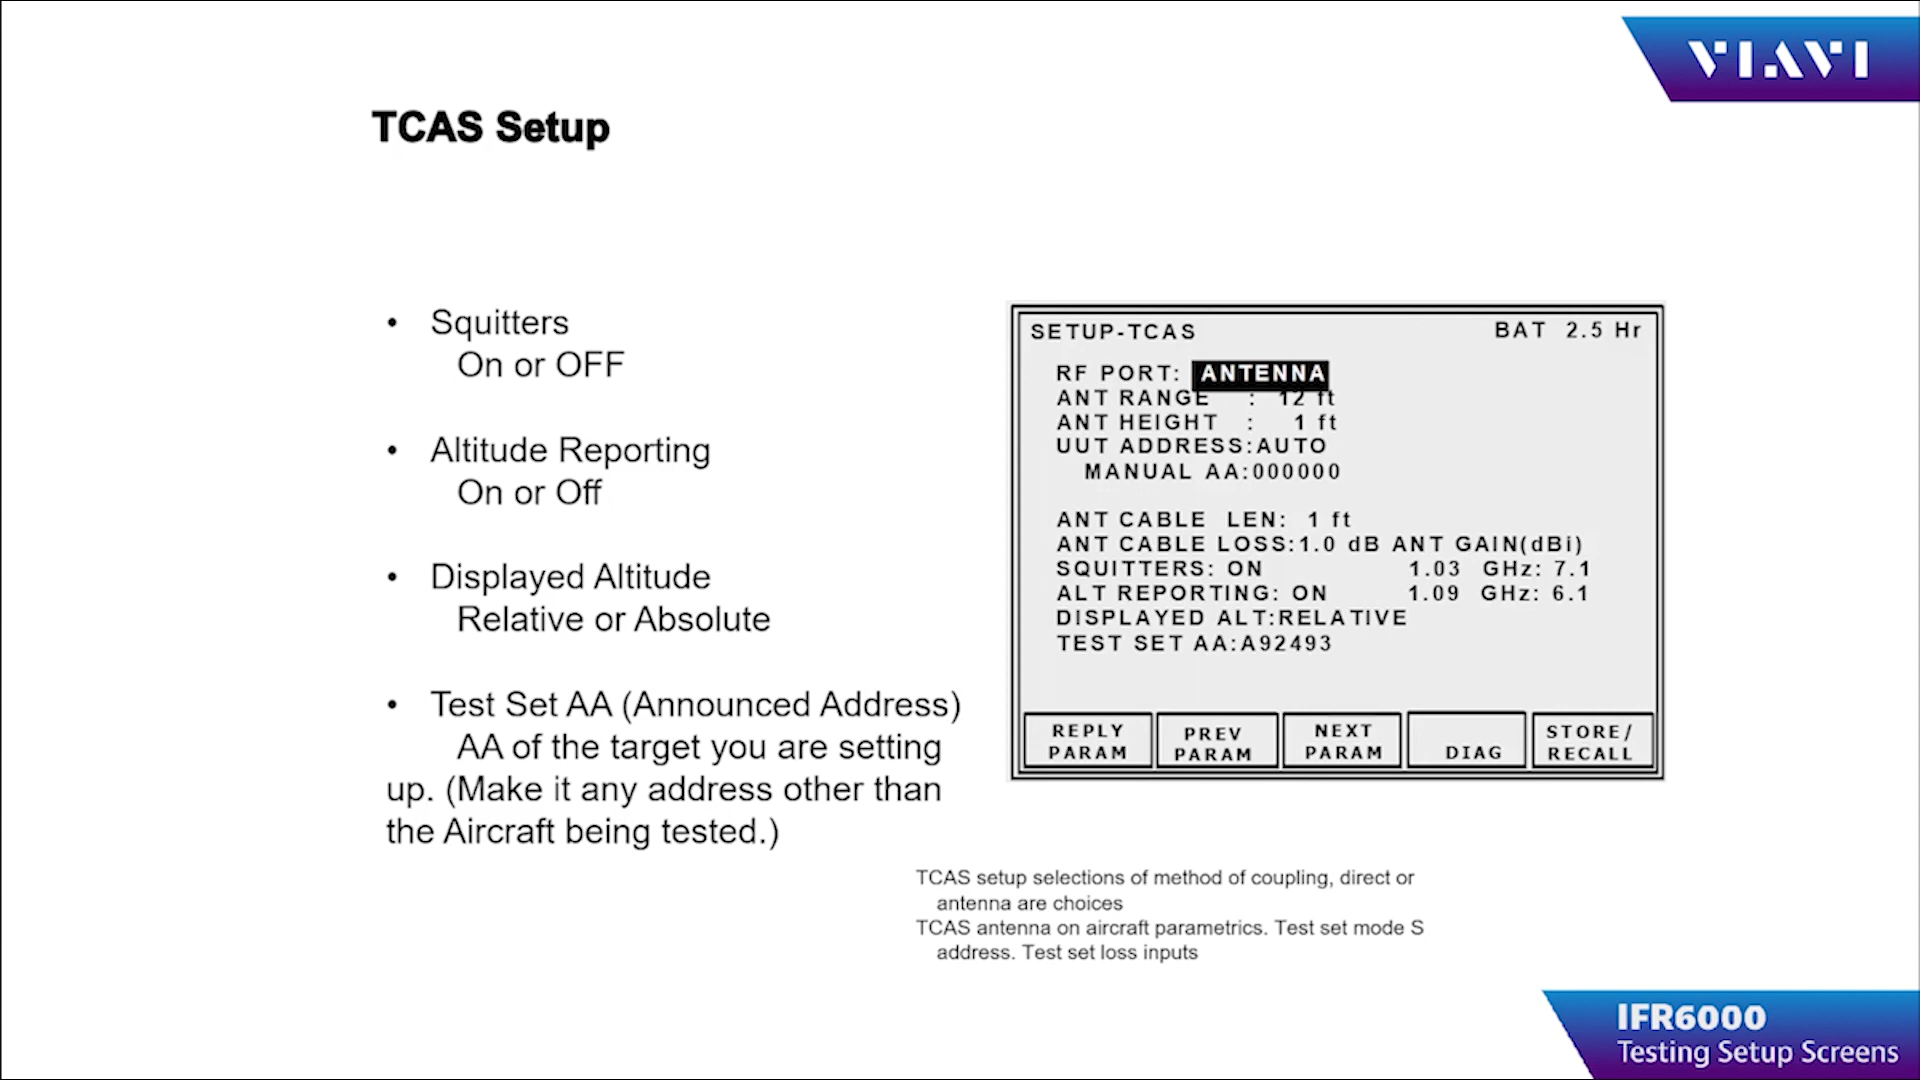 VIAVI
TCAS Setup
• Squitters
On or OFF
• Altitude Reporting
On or Off
• Displayed Altitude
Relative or Absolute
• Test Set AA (Announced Address)
AA of the target you are setting
up. (Make it any address other than
the Aircraft being tested.)
SETUP-TCAS BAT 2.5 Hr
RF PORT: ANTENNA
ANT RANGE : 12 ft
ANT HEIGHT : 1 ft
UUT ADDRESS:AUTO
MANUAL AA:000000
ANT CABLE LEN: 1 ft
ANT CABLE LOSS:1.0 dB ANT GAIN(dBi)
SQUITTERS: ON 1.03 GHz: 7.1
ALT REPORTING: ON 1.09 GHz: 6.1
DISPLAYED ALT:RELATIVE
TEST SET AA:A92493
REPLY PARAM
PREV PARAM
NEXT PARAM
DIAG
STORE/ RECALL
TCAS setup selections of method of coupling, direct or
antenna are choices
TCAS antenna on aircraft parametrics. Test set mode S
address. Test set loss inputs
IFR6000
Testing Setup Screens